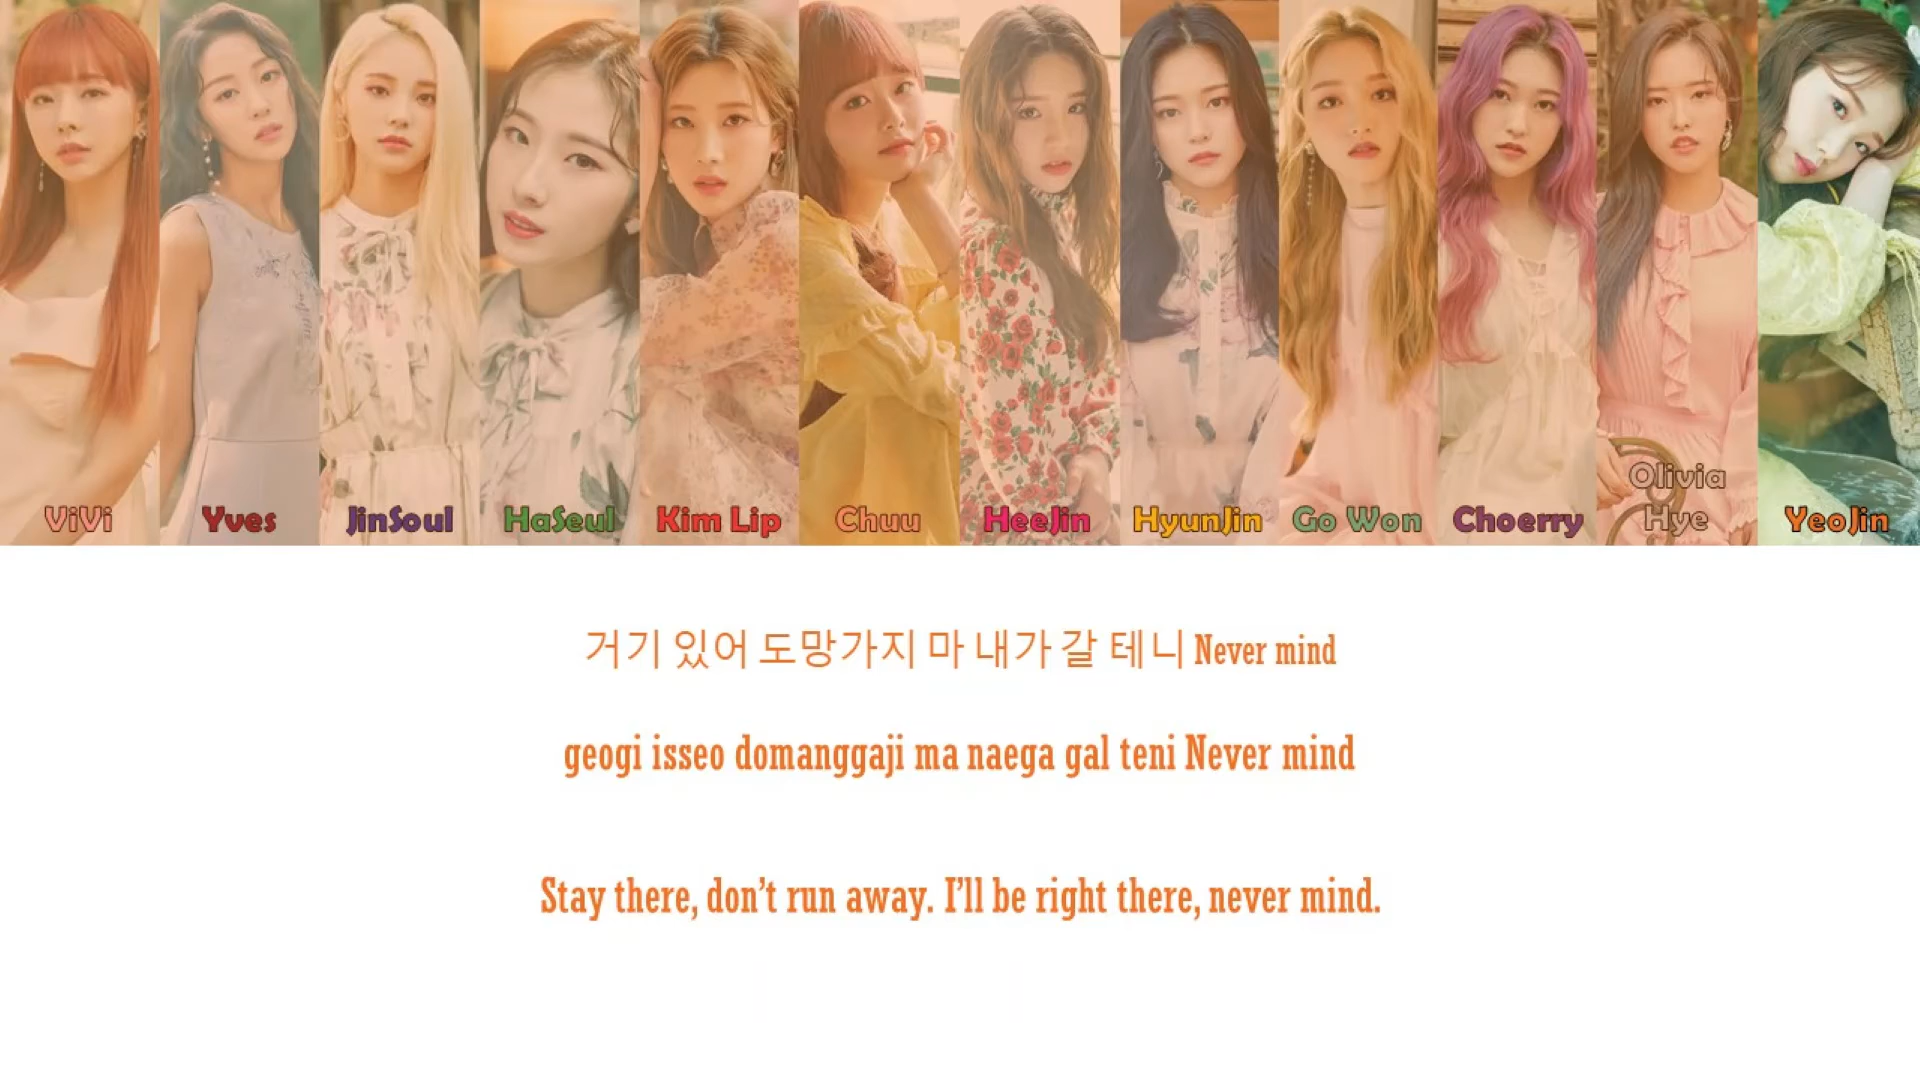 ViVi
Yves
JinSoul
HaSeul
Kim Lip
Chuu
HeeJin
HyunJin
Go Won
Choerry
Olivia
Hye
YeoJin
거기 있어 도망가지 마 내가 갈 테니 Never mind
geogi isseo domanggaji ma naega gal teni Never mind
Stay there, don’t run away. I’ll be right there, never mind.